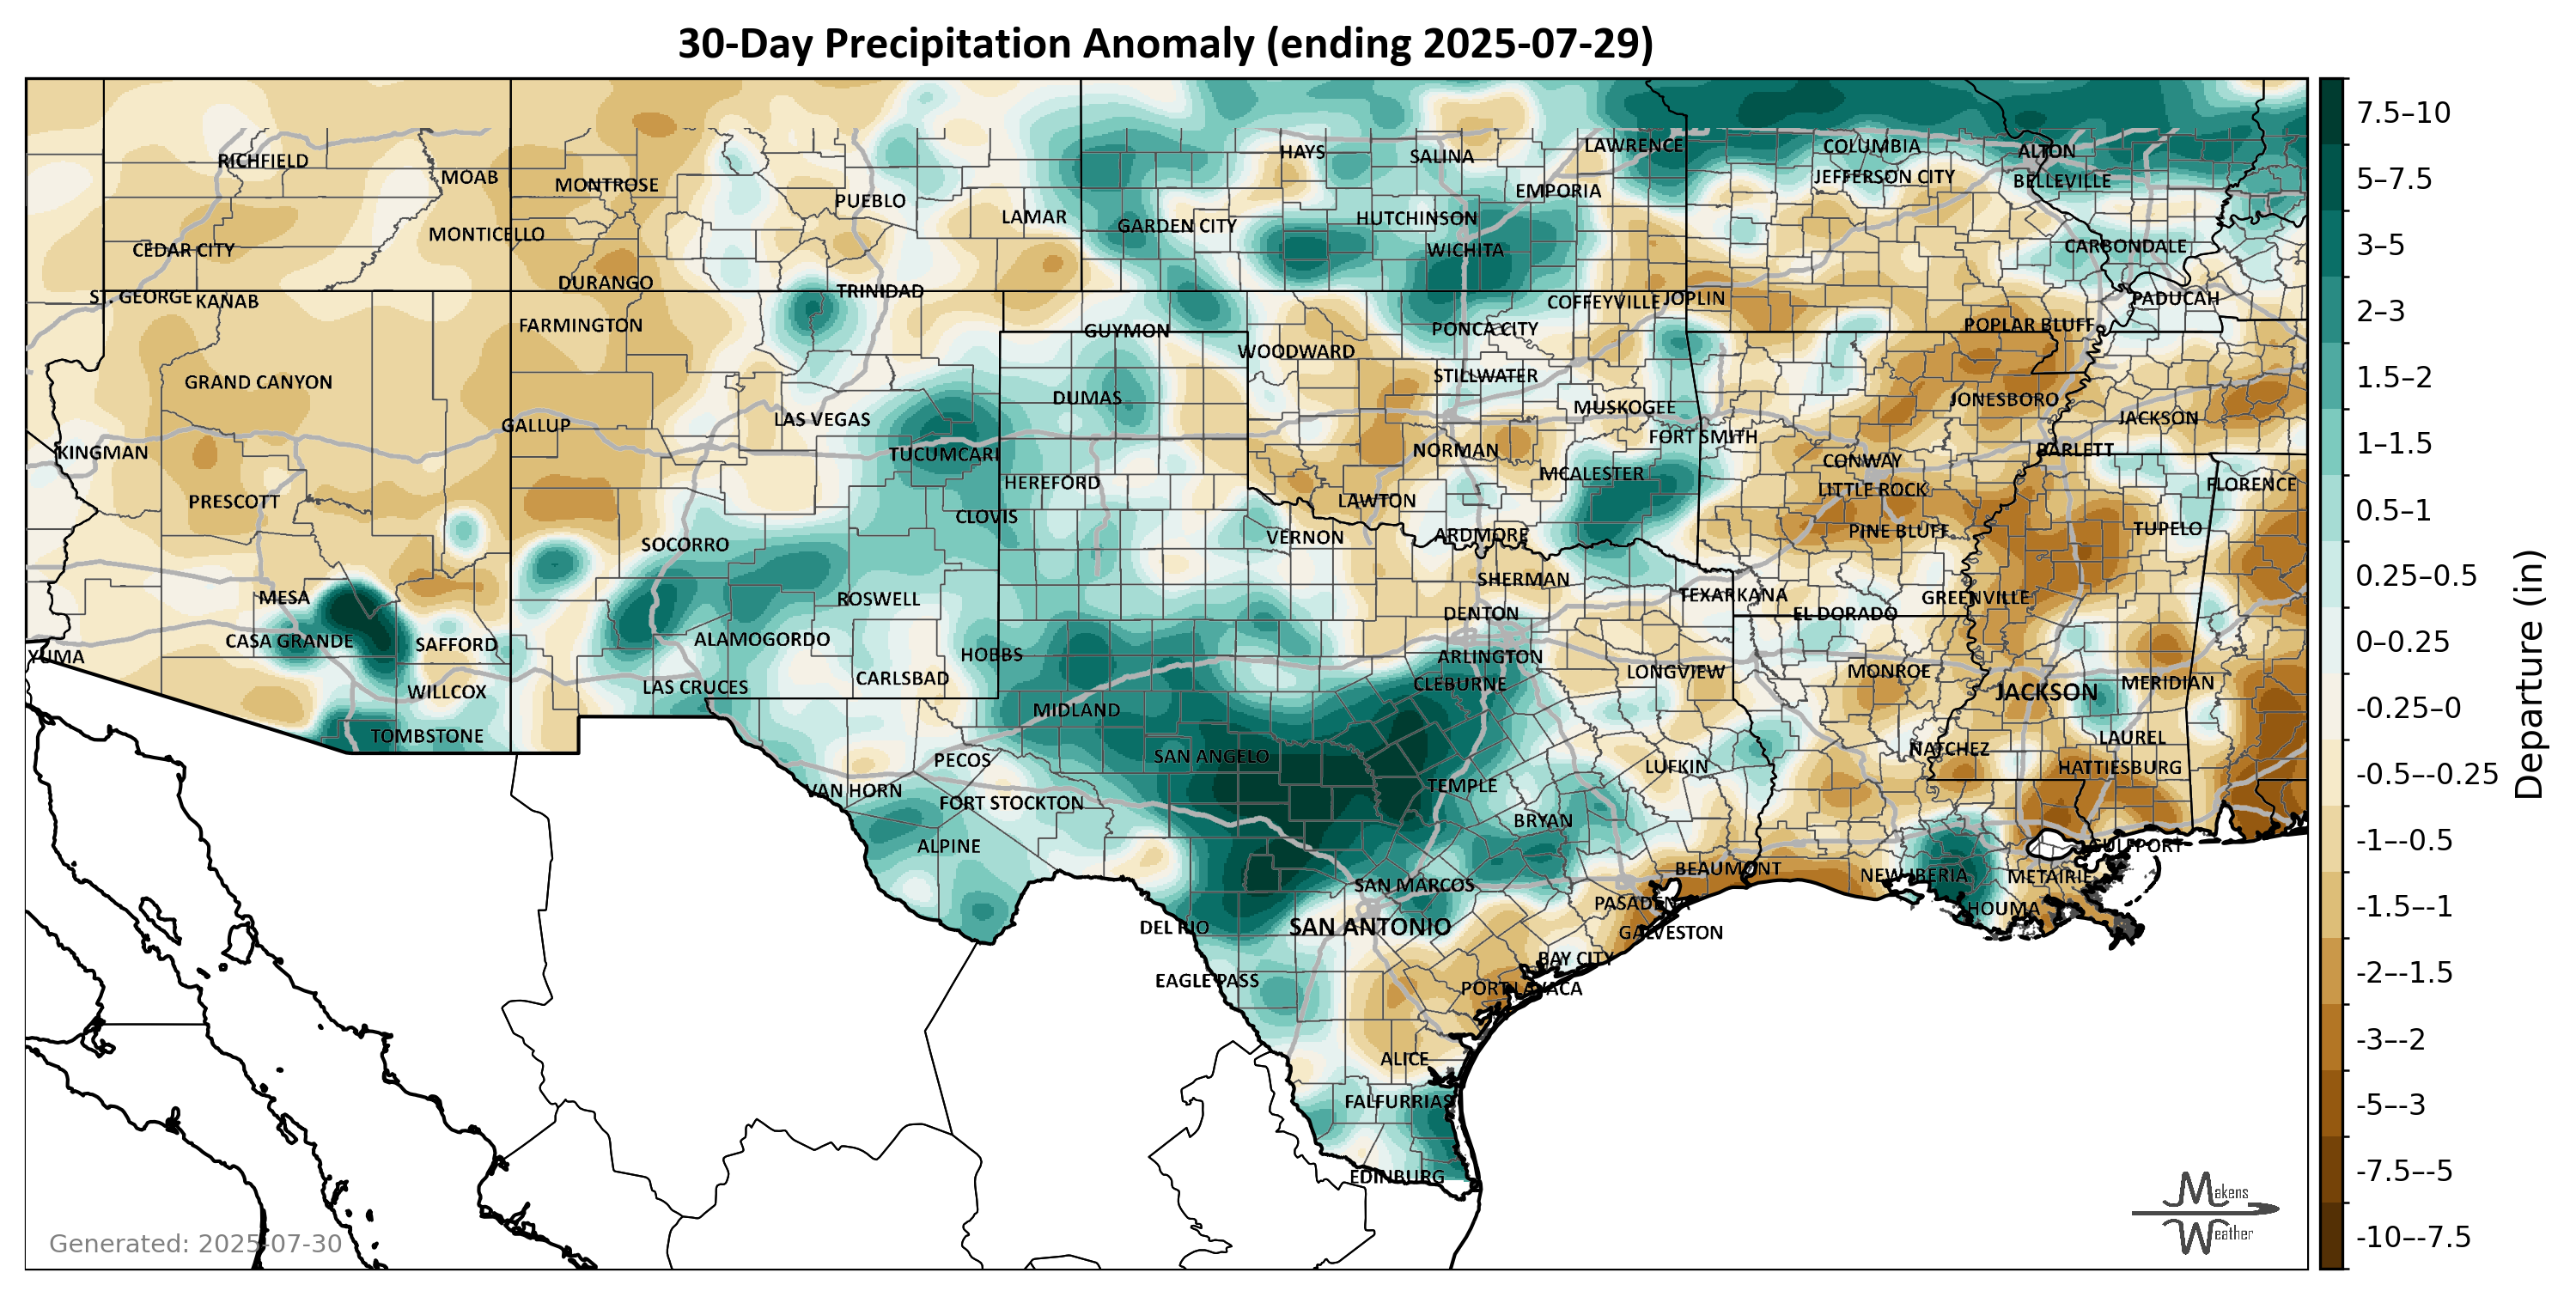 30-Day Precipitation Anomaly (ending 2025-07-29)
RICHFIELD
MOAB
MONTROSE
PUEBLO
LAMAR
HAYS
SALINA
LAWRENCE
EMPORIA
COLUMBIA
ALTON
JEFFERSON CITY
BELLEVILLE
CEDAR CITY
MONTICELLO
GARDEN CITY
HUTCHINSON
WICHITA
CARBONDALE
DURANGO
TRINIDAD
ST. GEORGE
KANAB
FARMINGTON
GUYMON
COFFEYVILLE
JOPLIN
PADUCAH
PONCA CITY
POPLAR BLUFF
WOODWARD
GRAND CANYON
DUMAS
STILLWATER
MUSKOGEE
JONESBORO
JACKSON
GALLUP
LAS VEGAS
FORT SMITH
KINGMAN
TUCUMCARI
NORMAN
BARLETT
PRESCOTT
HEREFORD
MCALESTER
CONWAY
LITTLE ROCK
FLORENCE
LAWTON
CLOVIS
VERNON
ARDMORE
PINE BLUFF
TUPELO
SOCORRO
SHERMAN
MESA
ROSWELL
DENTON
TEXARKANA
EL DORADO
GREENVILLE
CASA GRANDE
SAFFORD
ALAMOGORDO
HOBBS
ARLINGTON
YUMA
CARLSBAD
CLEBURNE
LONGVIEW
MONROE
JACKSON
MERIDIAN
WILLCOX
LAS CRUCES
MIDLAND
TOMBSTONE
PECOS
SAN ANGELO
LUFKIN
NATCHEZ
LAUREL
HATTIESBURG
VAN HORN
FORT STOCKTON
TEMPLE
ALPINE
BRYAN
GULFPORT
SAN MARCOS
BEAUMONT
NEW IBERIA
METAIRIE
PASADENA
HOUMA
DEL RIO
SAN ANTONIO
GALVESTON
EAGLE PASS
BAY CITY
PORT LAVACA
ALICE
FALFURRIAS
EDINBURG
Generated: 2025-07-30
Makens
Weather
7.5–10
5–7.5
3–5
2–3
1.5–2
1–1.5
0.5–1
0.25–0.5
0–0.25
-0.25–0
-0.5–-0.25
-1–-0.5
-1.5–-1
-2–-1.5
-3–-2
-5–-3
-7.5–-5
-10–-7.5
Departure (in)